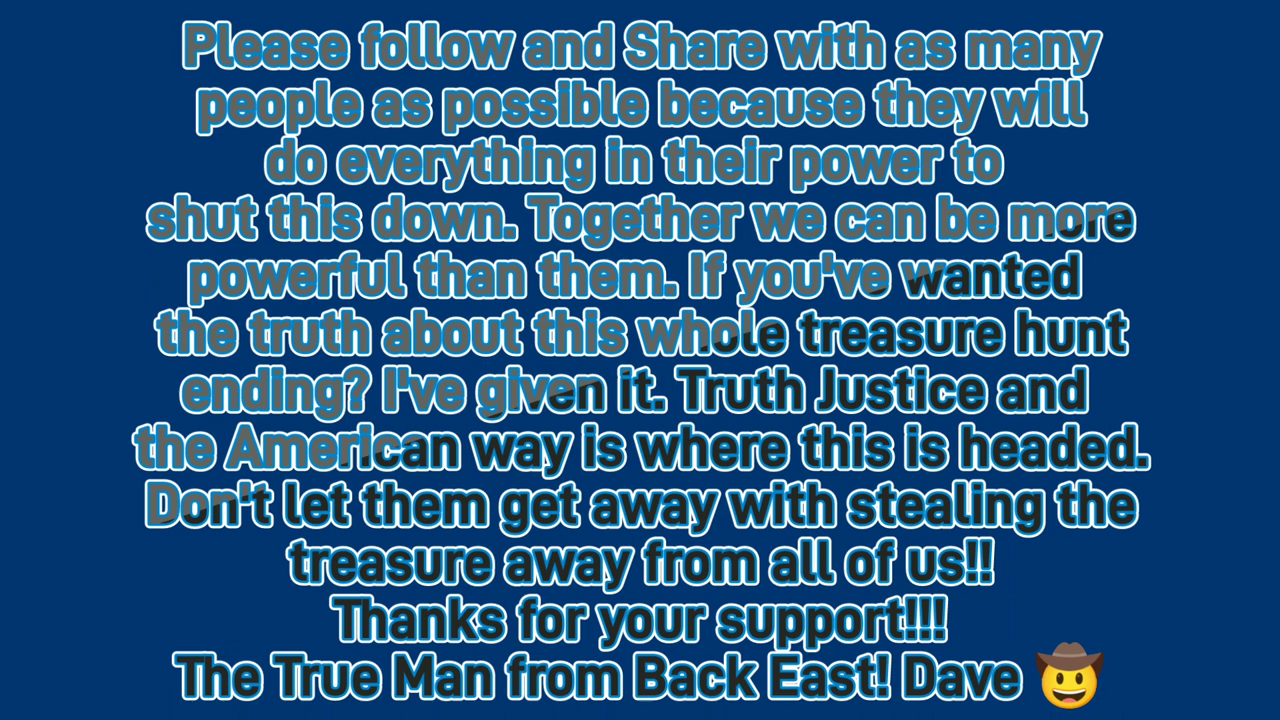 Please follow and Share with as many
people as possible because they will
do everything in their power to
shut this down. Together we can be more
powerful than them. If you've wanted
the truth about this whole treasure hunt
ending? I've given it. Truth Justice and
the American way is where this is headed.
Don't let them get away with stealing the
treasure away from all of us!!
Thanks for your support!!!
The True Man from Back East! Dave 🤠